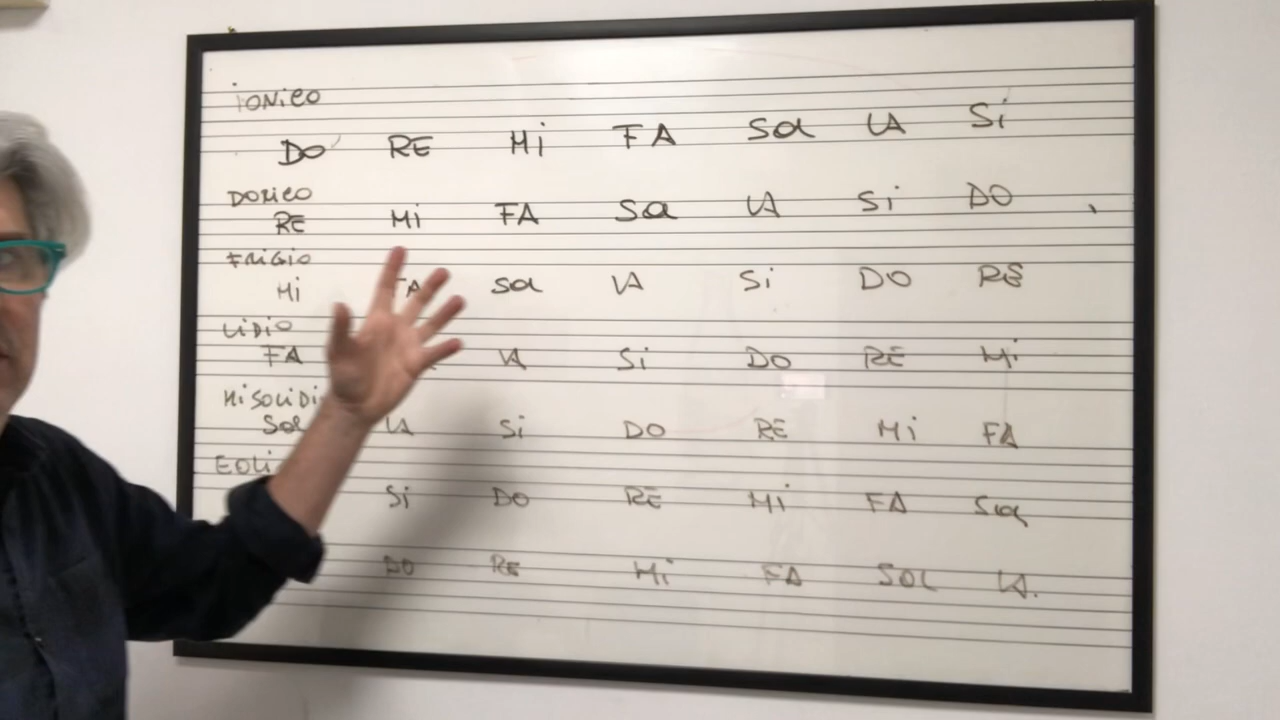 iONiCO
DO RE Mi FA Sol LA Si
DORICO
RE Mi FA Sol LA Si DO
FRiGiO
Mi FA Sol LA Si DO RE
LiDiO
FA LA Si DO RE Mi
MiSOLiDi
Sol LA Si DO RE Mi FA
EOLi
Si DO RE Mi FA Sol
DO RE Mi FA SOL LA.